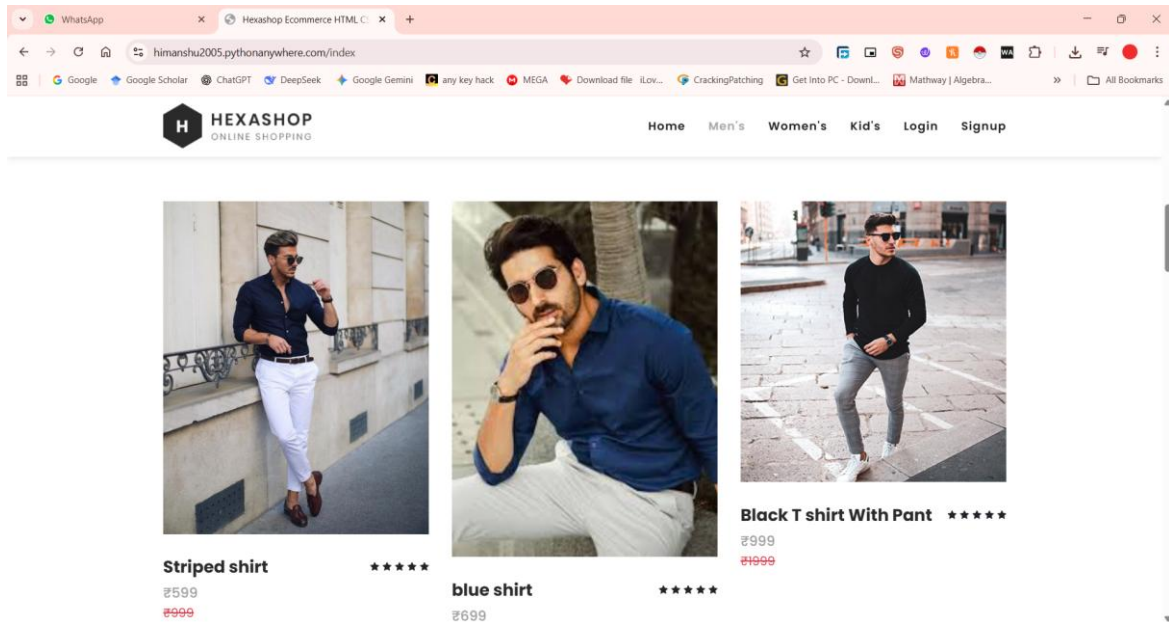 WhatsApp
Hexashop Ecommerce HTML CS
himanshu2005.pythonanywhere.com/index
Google
Google Scholar
ChatGPT
DeepSeek
Google Gemini
any key hack
MEGA
Download file iLov...
CrackingPatching
Get Into PC - Downl...
Mathway | Algebra...
All Bookmarks
H
HEXASHOP
ONLINE SHOPPING
Home Men's Women's Kid's Login Signup
Striped shirt
₹599
₹999
blue shirt
₹699
Black T shirt With Pant
₹999
₹1999